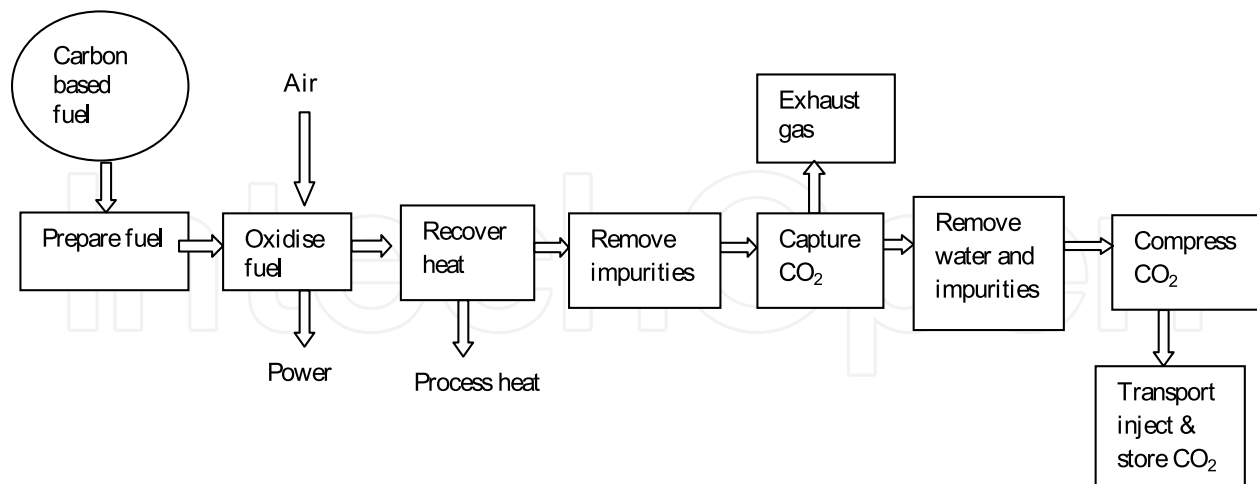 Carbon
based
fuel
Air
Prepare fuel
Oxidise
fuel
Power
Recover
heat
Process heat
Remove
impurities
Exhaust
gas
Capture
CO₂
Remove
water and
impurities
Compress
CO₂
Transport
inject &
store CO₂
IntechOpen